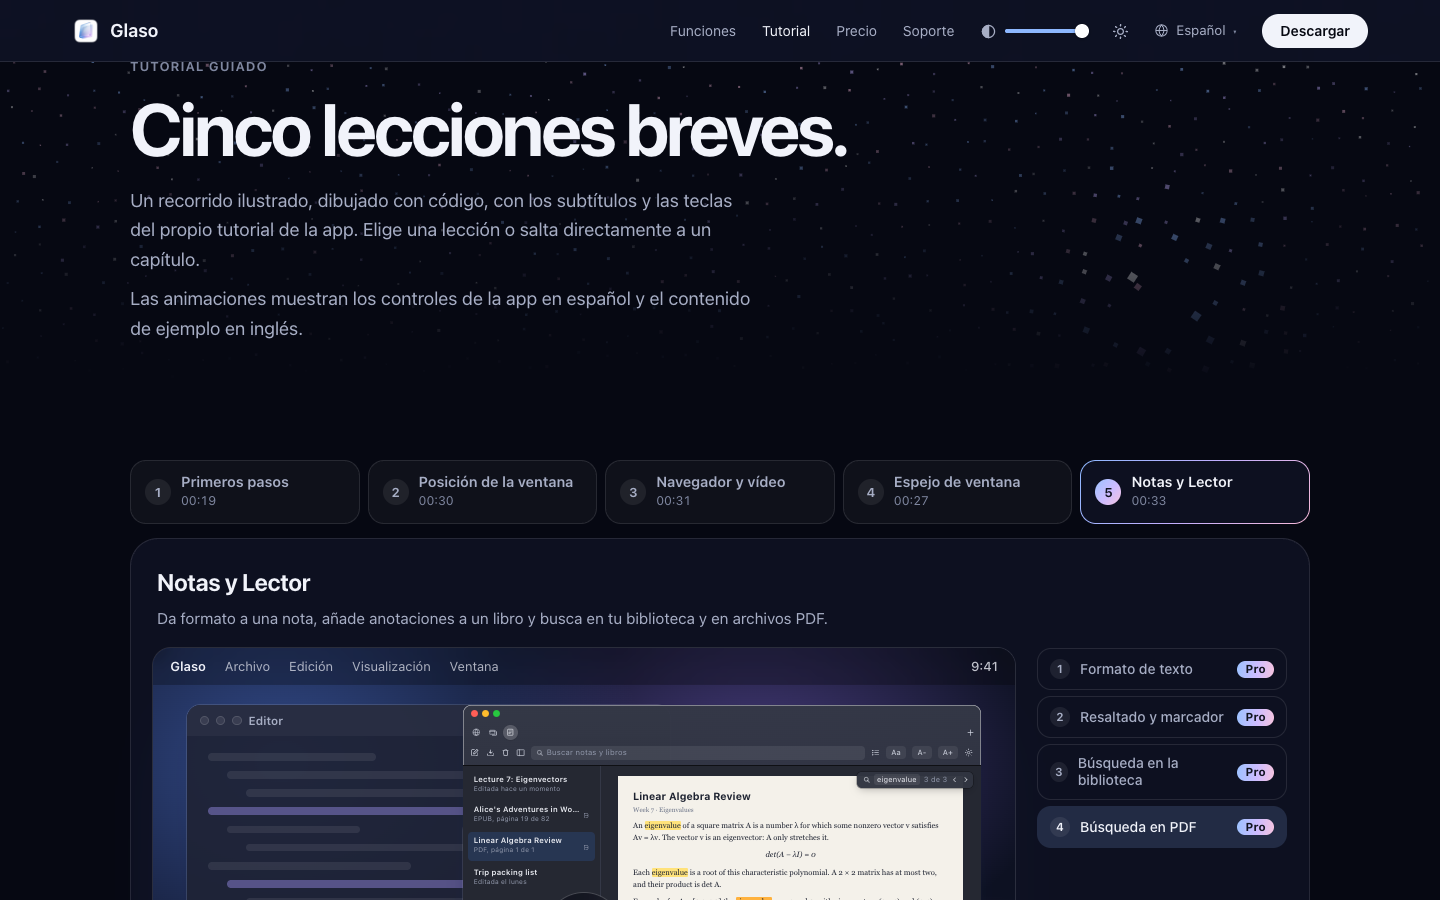 Glaso
Funciones
Tutorial
Precio
Soporte
Español
Descargar
TUTORIAL GUIADO
Cinco lecciones breves.
Un recorrido ilustrado, dibujado con código, con los subtítulos y las teclas
del propio tutorial de la app. Elige una lección o salta directamente a un
capítulo.
Las animaciones muestran los controles de la app en español y el contenido
de ejemplo en inglés.
1 Primeros pasos
00:19
2 Posición de la ventana
00:30
3 Navegador y vídeo
00:31
4 Espejo de ventana
00:27
5 Notas y Lector
00:33
Notas y Lector
Da formato a una nota, añade anotaciones a un libro y busca en tu biblioteca y en archivos PDF.
Glaso Archivo Edición Visualización Ventana 9:41
Editor
Buscar notas y libros
Aa A- A+
Lecture 7: Eigenvectors
Editada hace un momento
Alice's Adventures in Wo...
EPUB, página 19 de 82
Linear Algebra Review
PDF, página 1 de 1
Trip packing list
Editada el lunes
eigenvalue 3 de 3
Linear Algebra Review
Week 7 · Eigenvalues
An eigenvalue of a square matrix A is a number λ for which some nonzero vector v satisfies
Av = λv. The vector v is an eigenvector: A only stretches it.
det(A − λI) = 0
Each eigenvalue is a root of this characteristic polynomial. A 2 × 2 matrix has at most two,
and their product is det A.
1 Formato de texto Pro
2 Resaltado y marcador Pro
3 Búsqueda en la
biblioteca Pro
4 Búsqueda en PDF Pro